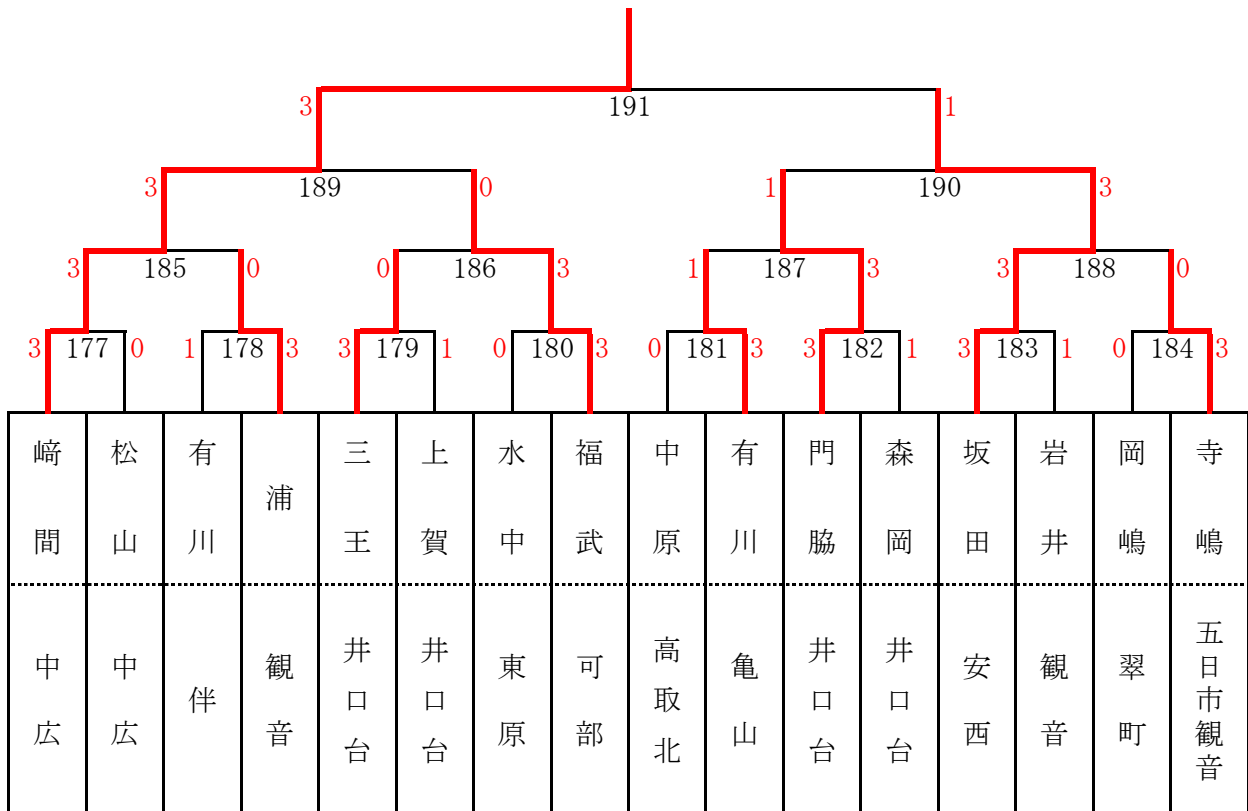 3 191 1
3 189 0 1 190 3
3 185 0 0 186 3 1 187 3 3 188 0
3 177 0 1 178 3 3 179 1 0 180 3 0 181 3 3 182 1 3 183 1 0 184 3
﨑間
松山
有川
浦
三王
上賀
水中
福武
中原
有川
門脇
森岡
坂田
岩井
岡嶋
寺嶋
中広
中広
伴
観音
井口台
井口台
東原
可部
高取北
亀山
井口台
井口台
安西
観音
翠町
五日市観音